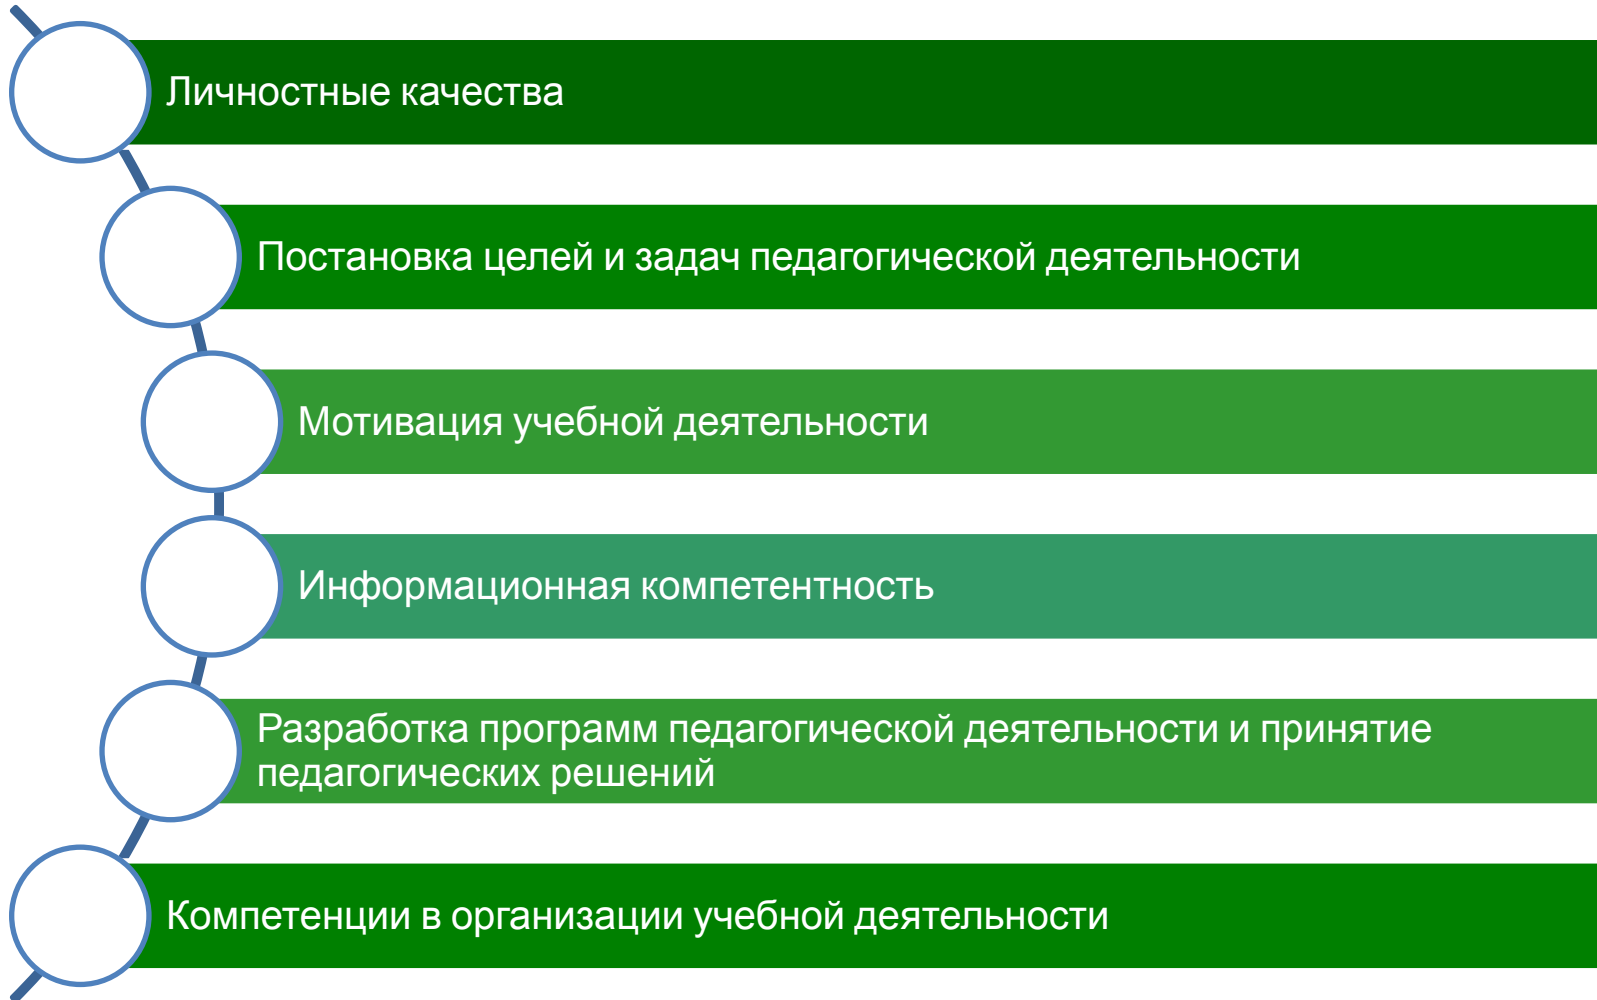 Личностные качества
Постановка целей и задач педагогической деятельности
Мотивация учебной деятельности
Информационная компетентность
Разработка программ педагогической деятельности и принятие
педагогических решений
Компетенции в организации учебной деятельности